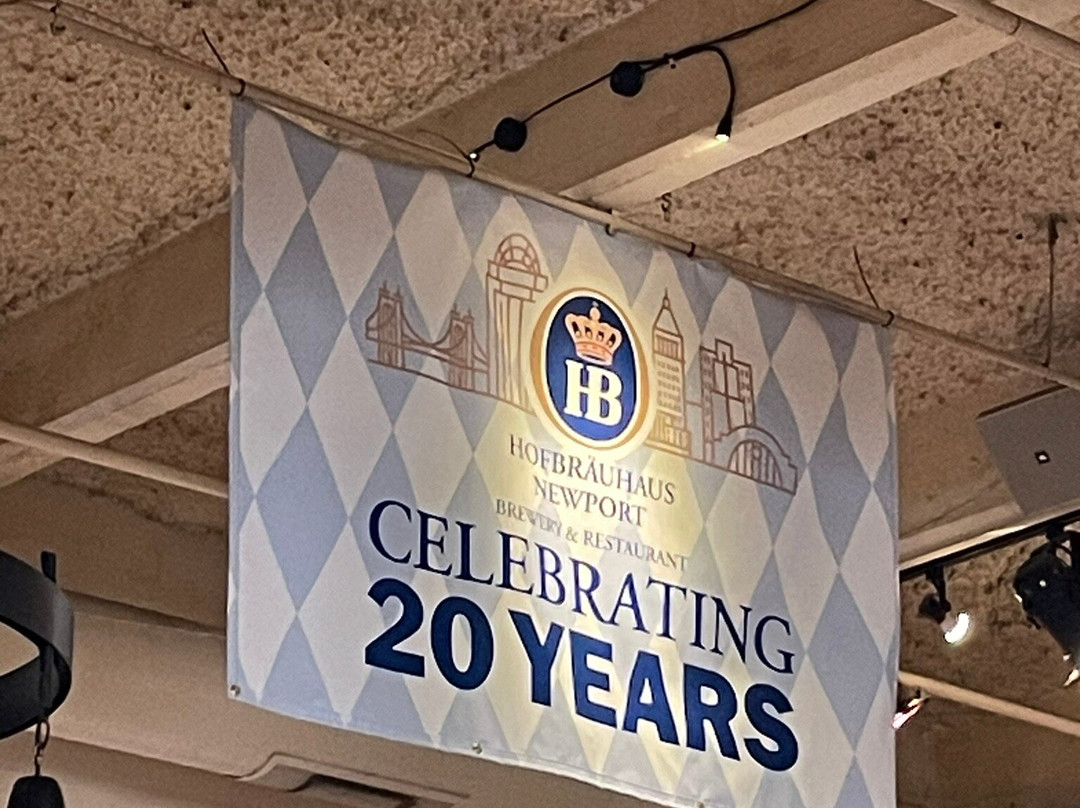 HB
HOFBRÄUHAUS
NEWPORT
BREWERY & RESTAURANT
CELEBRATING
20 YEARS